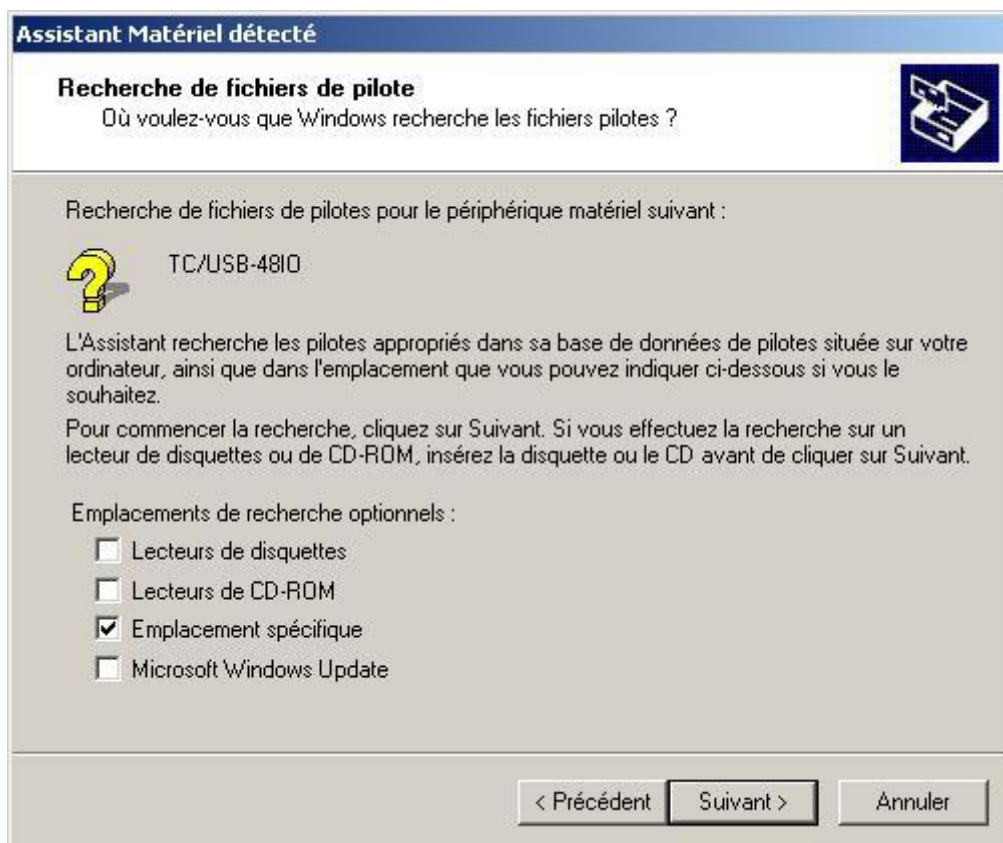 Assistant Matériel détecté
Recherche de fichiers de pilote
Où voulez-vous que Windows recherche les fichiers pilotes ?
Recherche de fichiers de pilotes pour le périphérique matériel suivant :
TC/USB-48IO
L'Assistant recherche les pilotes appropriés dans sa base de données de pilotes située sur votre
ordinateur, ainsi que dans l'emplacement que vous pouvez indiquer ci-dessous si vous le
souhaitez.
Pour commencer la recherche, cliquez sur Suivant. Si vous effectuez la recherche sur un
lecteur de disquettes ou de CD-ROM, insérez la disquette ou le CD avant de cliquer sur Suivant.
Emplacements de recherche optionnels :
Lecteurs de disquettes
Lecteurs de CD-ROM
Emplacement spécifique
Microsoft Windows Update
< Précédent Suivant > Annuler